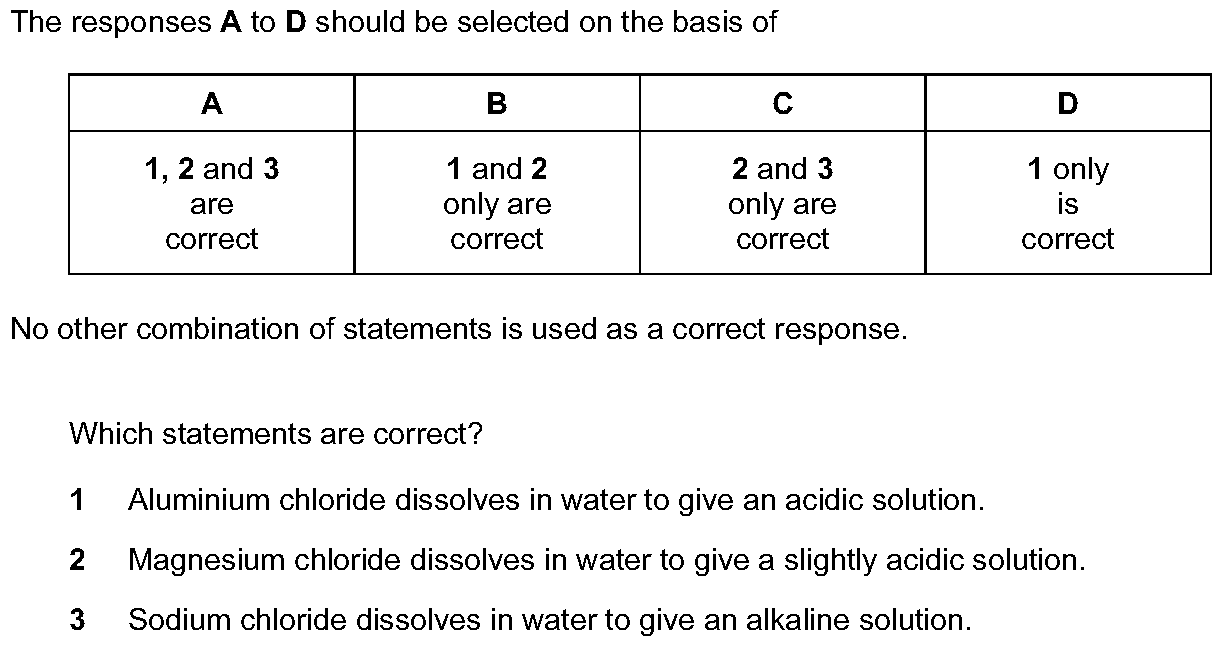 The responses A to D should be selected on the basis of
A B C D
1, 2 and 3 1 and 2 2 and 3 1 only
are only are only are is
correct correct correct correct
No other combination of statements is used as a correct response.
Which statements are correct?
1 Aluminium chloride dissolves in water to give an acidic solution.
2 Magnesium chloride dissolves in water to give a slightly acidic solution.
3 Sodium chloride dissolves in water to give an alkaline solution.